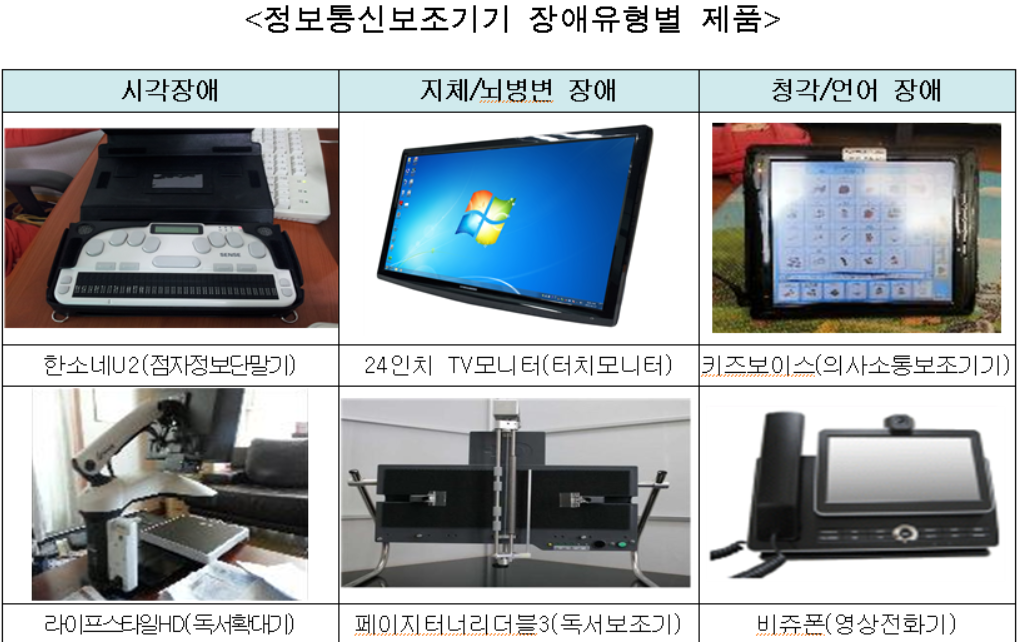 <정보통신보조기기 장애유형별 제품>
시각장애 지체/뇌병변 장애 청각/언어 장애
SENSE
한소네U2(점자정보단말기) 24인치 TV모니터(터치모니터) 키즈보이스(의사소통보조기기)
라이프스타일HD(독서확대기) 페이지터너리더블3(독서보조기) 비쥬폰(영상전화기)